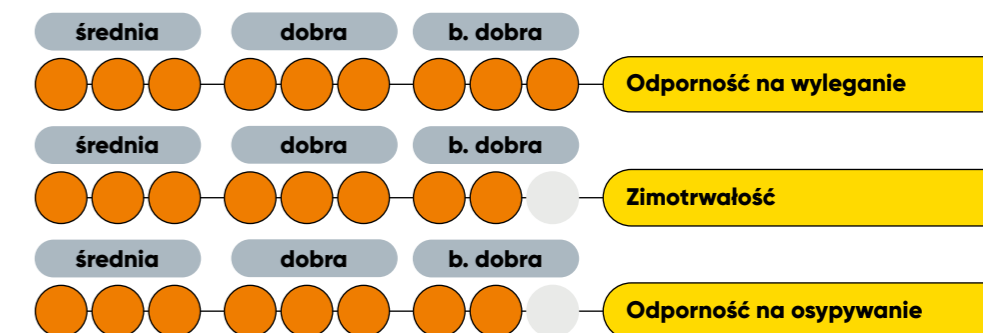 średnia dobra b. dobra
Odporność na wyleganie
średnia dobra b. dobra
Zimotrwałość
średnia dobra b. dobra
Odporność na osypywanie